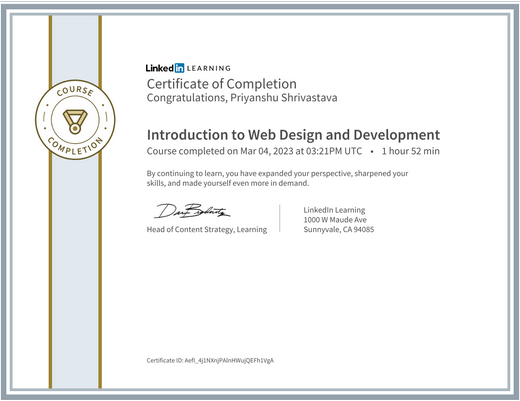 COURSE
COMPLETION
Linked in LEARNING
Certificate of Completion
Congratulations, Priyanshu Shrivastava
Introduction to Web Design and Development
Course completed on Mar 04, 2023 at 03:21PM UTC • 1 hour 52 min
By continuing to learn, you have expanded your perspective, sharpened your
skills, and made yourself even more in demand.
Head of Content Strategy, Learning
LinkedIn Learning
1000 W Maude Ave
Sunnyvale, CA 94085
Certificate ID: